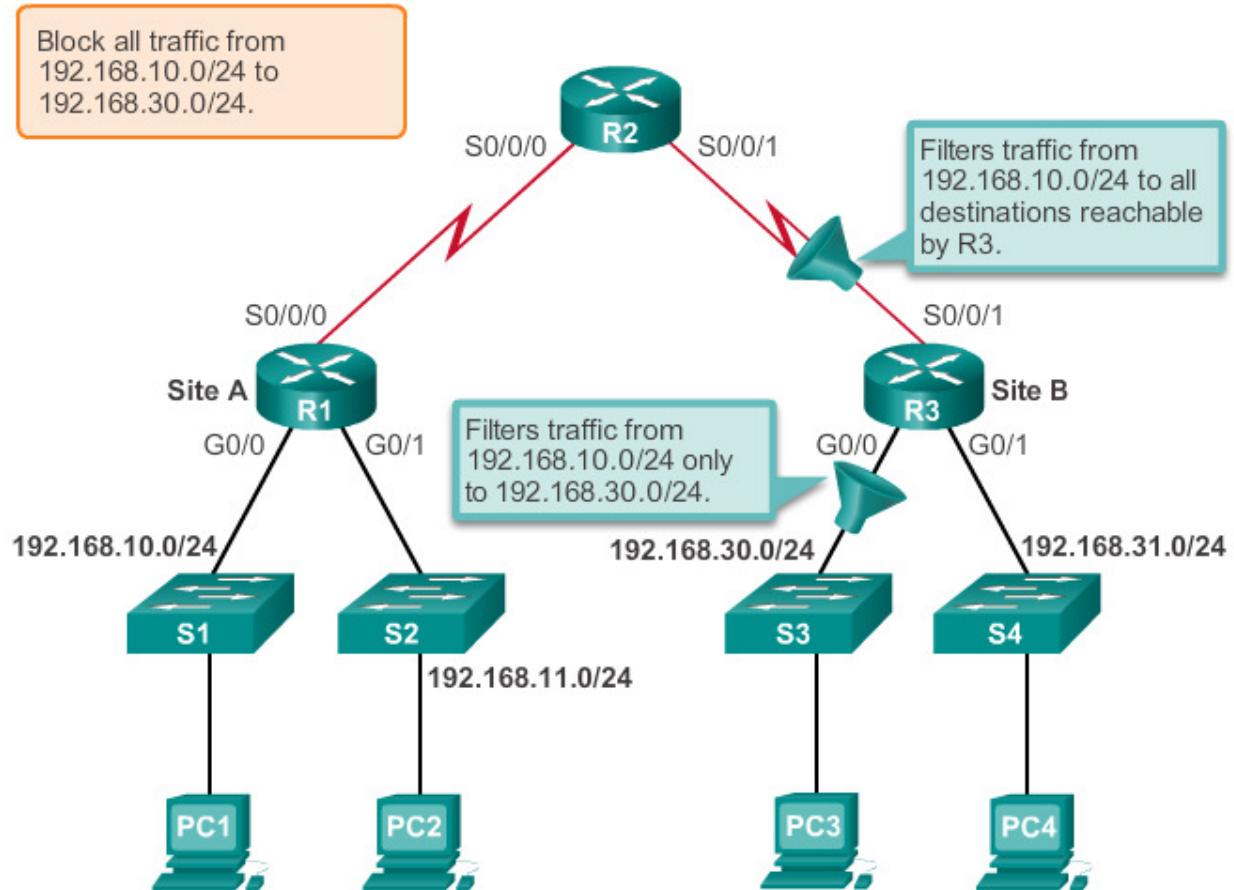 Block all traffic from
192.168.10.0/24 to
192.168.30.0/24.
R2
S0/0/0
S0/0/1
Filters traffic from
192.168.10.0/24 to all
destinations reachable
by R3.
S0/0/0
S0/0/1
Site A
R1
R3
Site B
G0/0
G0/1
Filters traffic from
192.168.10.0/24 only
to 192.168.30.0/24.
G0/0
G0/1
192.168.10.0/24
192.168.30.0/24
192.168.31.0/24
S1
S2
S3
S4
192.168.11.0/24
PC1
PC2
PC3
PC4